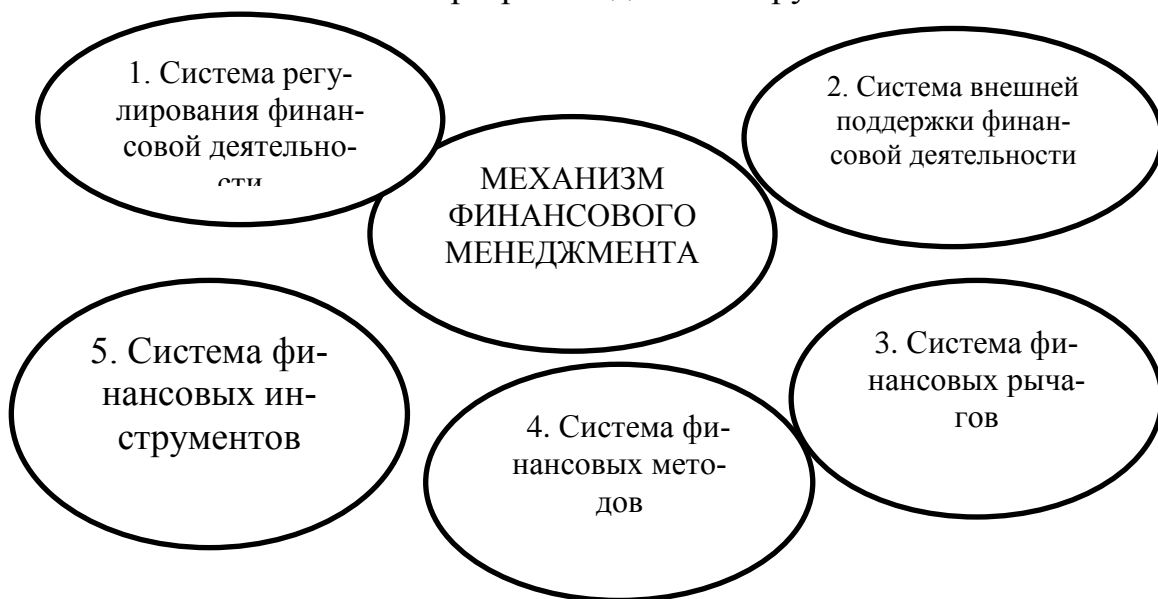 1. Система регу-
лирования финан-
совой деятельно-
сти
2. Система внешней
поддержки финан-
совой деятельности
МЕХАНИЗМ
ФИНАНСОВОГО
МЕНЕДЖМЕНТА
3. Система фи-
нансовых рыча-
гов
4. Система фи-
нансовых мето-
дов
5. Система фи-
нансовых ин-
струментов